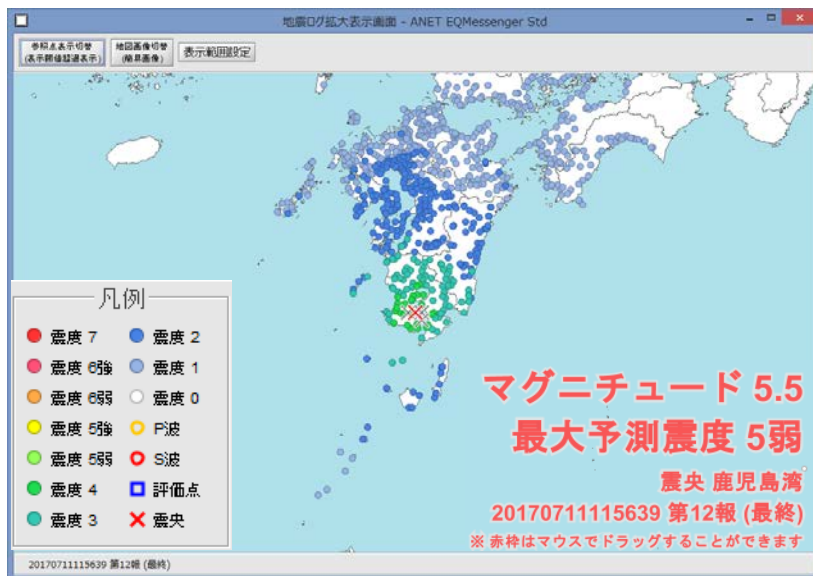 地震ログ拡大表示画面 - ANET EQMessenger Std
参照点表示切替
(表示閾値超過表示)
地図画像切替
(簡易画像)
表示範囲設定
凡例
震度 7
震度 2
震度 6強
震度 1
震度 6弱
震度 0
震度 5強
P波
震度 5弱
S波
震度 4
評価点
震度 3
震央
マグニチュード 5.5
最大予測震度 5弱
震央 鹿児島湾
20170711115639 第12報 (最終)
※ 赤枠はマウスでドラッグすることができます
20170711115639 第12報 (最終)